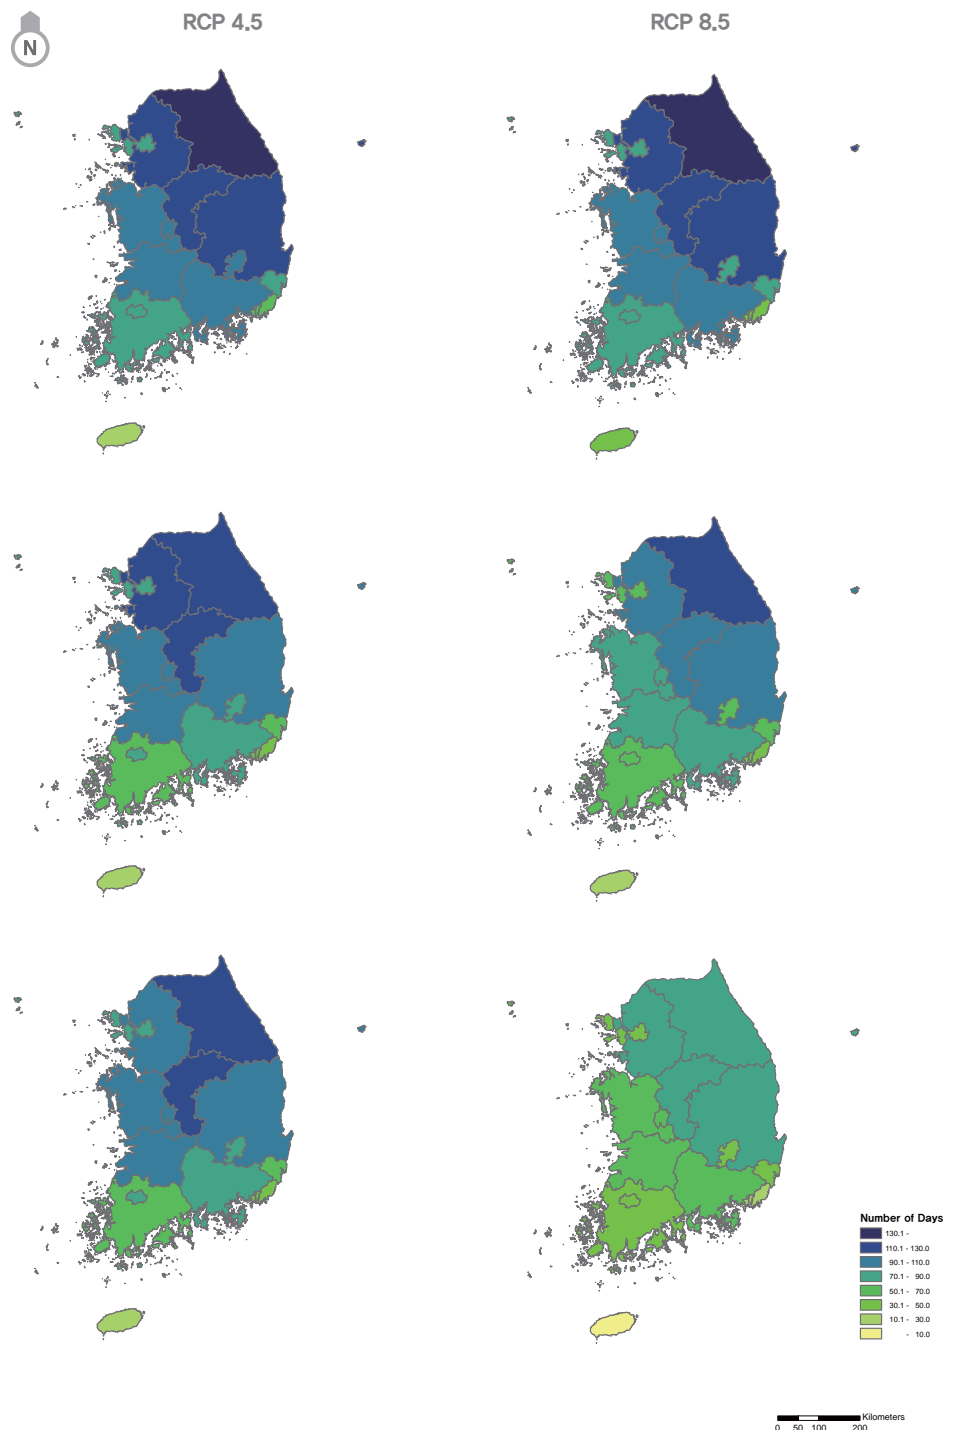 RCP 4.5
RCP 8.5
N
Number of Days
130.1 -
110.1 - 130.0
90.1 - 110.0
70.1 - 90.0
50.1 - 70.0
30.1 - 50.0
10.1 - 30.0
- 10.0
Kilometers
0 50 100 200